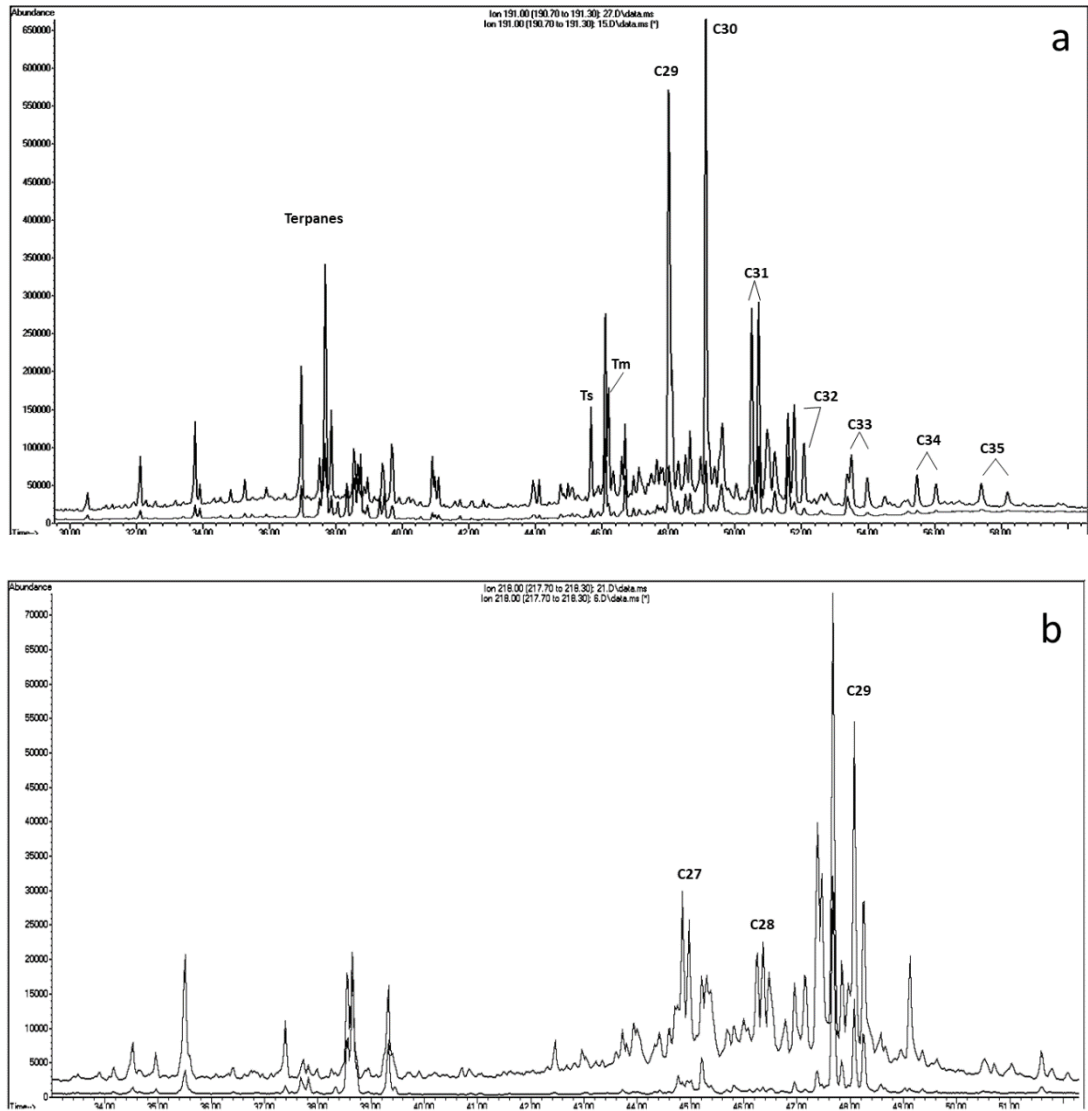 Abundance
Ion 191.00 (190.70 to 191.30): 27.D\data.ms
Ion 191.00 (190.70 to 191.30): 15.D\data.ms (*)
a
650000
600000
550000
500000
450000
400000
350000
300000
250000
200000
150000
100000
50000
0
C30
C29
Terpanes
C31
Tm
Ts
C32
C33
C34
C35
Time-->
30.00 32.00 34.00 36.00 38.00 40.00 42.00 44.00 46.00 48.00 50.00 52.00 54.00 56.00 58.00
Abundance
Ion 218.00 (217.70 to 218.30): 21.D\data.ms
Ion 218.00 (217.70 to 218.30): 6.D\data.ms (*)
b
70000
65000
60000
55000
50000
45000
40000
35000
30000
25000
20000
15000
10000
5000
0
C29
C27
C28
Time-->
34.00 35.00 36.00 37.00 38.00 39.00 40.00 41.00 42.00 43.00 44.00 45.00 46.00 47.00 48.00 49.00 50.00 51.00